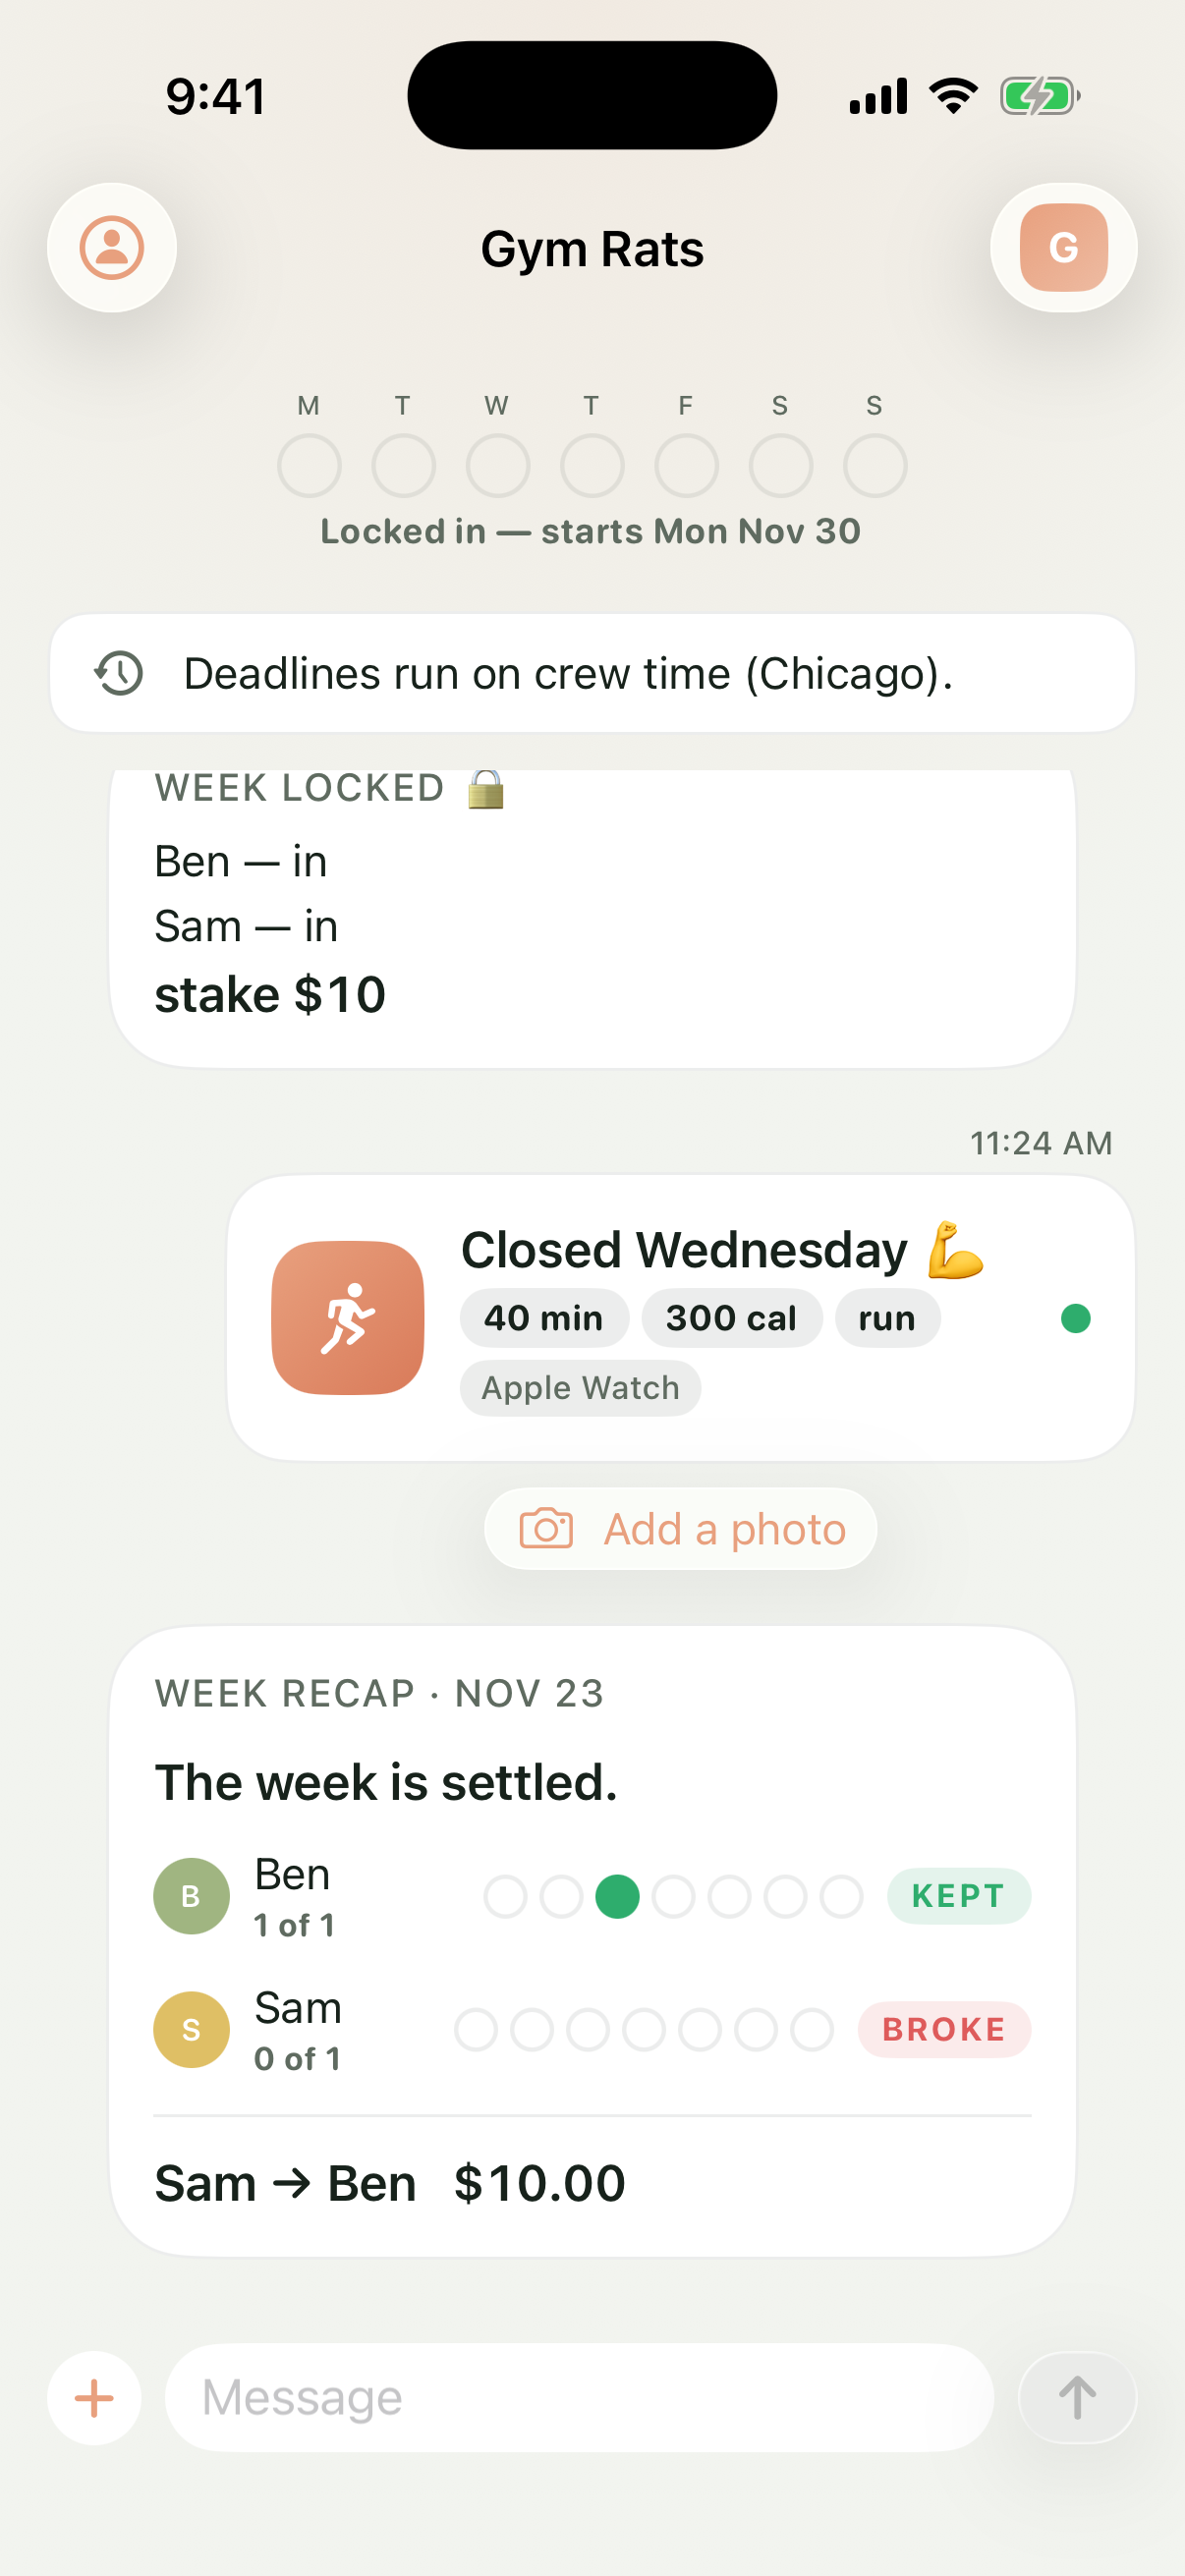 9:41
Gym Rats
G
M T W T F S S
Locked in — starts Mon Nov 30
Deadlines run on crew time (Chicago).
WEEK LOCKED 🔒
Ben — in
Sam — in
stake $10
11:24 AM
Closed Wednesday 💪
40 min 300 cal run
Apple Watch
Add a photo
WEEK RECAP · NOV 23
The week is settled.
B Ben KEPT
1 of 1
S Sam BROKE
0 of 1
Sam → Ben $10.00
Message